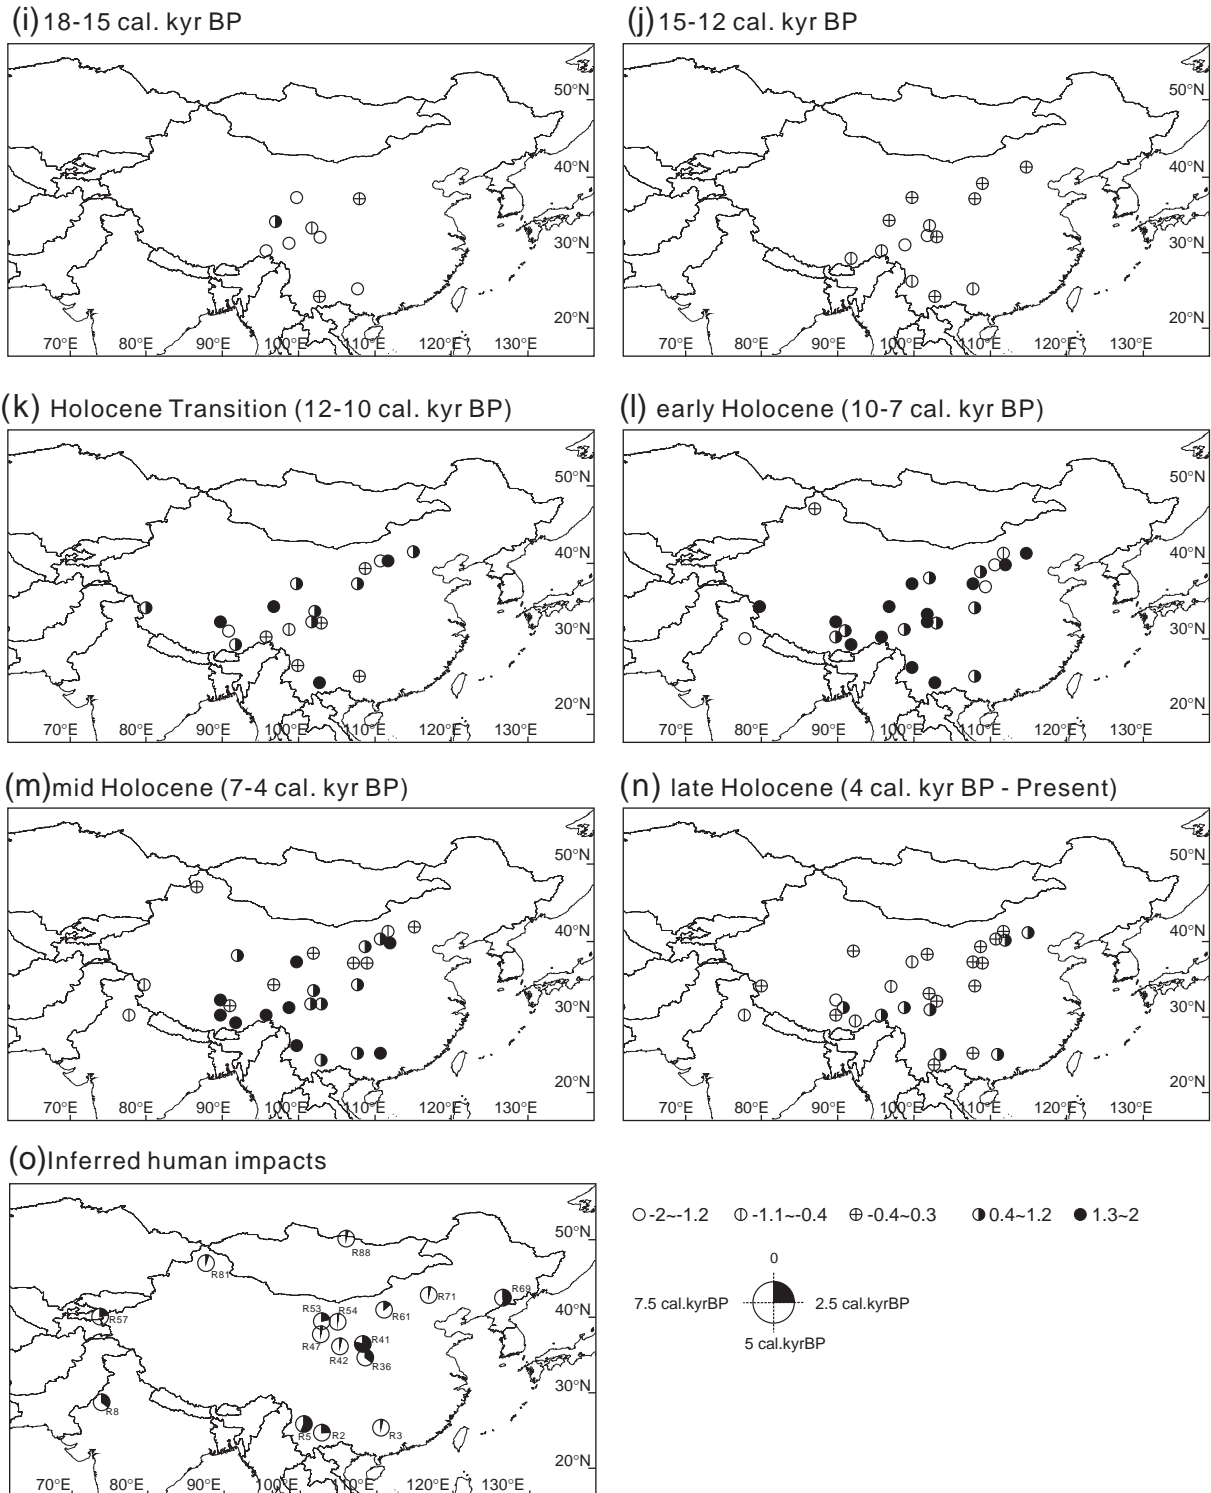 (i) 18-15 cal. kyr BP
(j) 15-12 cal. kyr BP
50°N
40°N
30°N
20°N
70°E 80°E 90°E 100°E 110°E 120°E 130°E
50°N
40°N
30°N
20°N
70°E 80°E 90°E 100°E 110°E 120°E 130°E
(k) Holocene Transition (12-10 cal. kyr BP)
(l) early Holocene (10-7 cal. kyr BP)
50°N
40°N
30°N
20°N
70°E 80°E 90°E 100°E 110°E 120°E 130°E
50°N
40°N
30°N
20°N
70°E 80°E 90°E 100°E 110°E 120°E 130°E
(m) mid Holocene (7-4 cal. kyr BP)
(n) late Holocene (4 cal. kyr BP - Present)
50°N
40°N
30°N
20°N
70°E 80°E 90°E 100°E 110°E 120°E 130°E
50°N
40°N
30°N
20°N
70°E 80°E 90°E 100°E 110°E 120°E 130°E
(o) Inferred human impacts
50°N
40°N
30°N
20°N
R88
R81
R71
R69
R53
R54
R61
R57
R47
R41
R42
R36
R8
R5
R2
R3
70°E 80°E 90°E 100°E 110°E 120°E 130°E
-2~-1.2 -1.1~-0.4 -0.4~0.3 0.4~1.2 1.3~2
0
7.5 cal.kyrBP 2.5 cal.kyrBP
5 cal.kyrBP